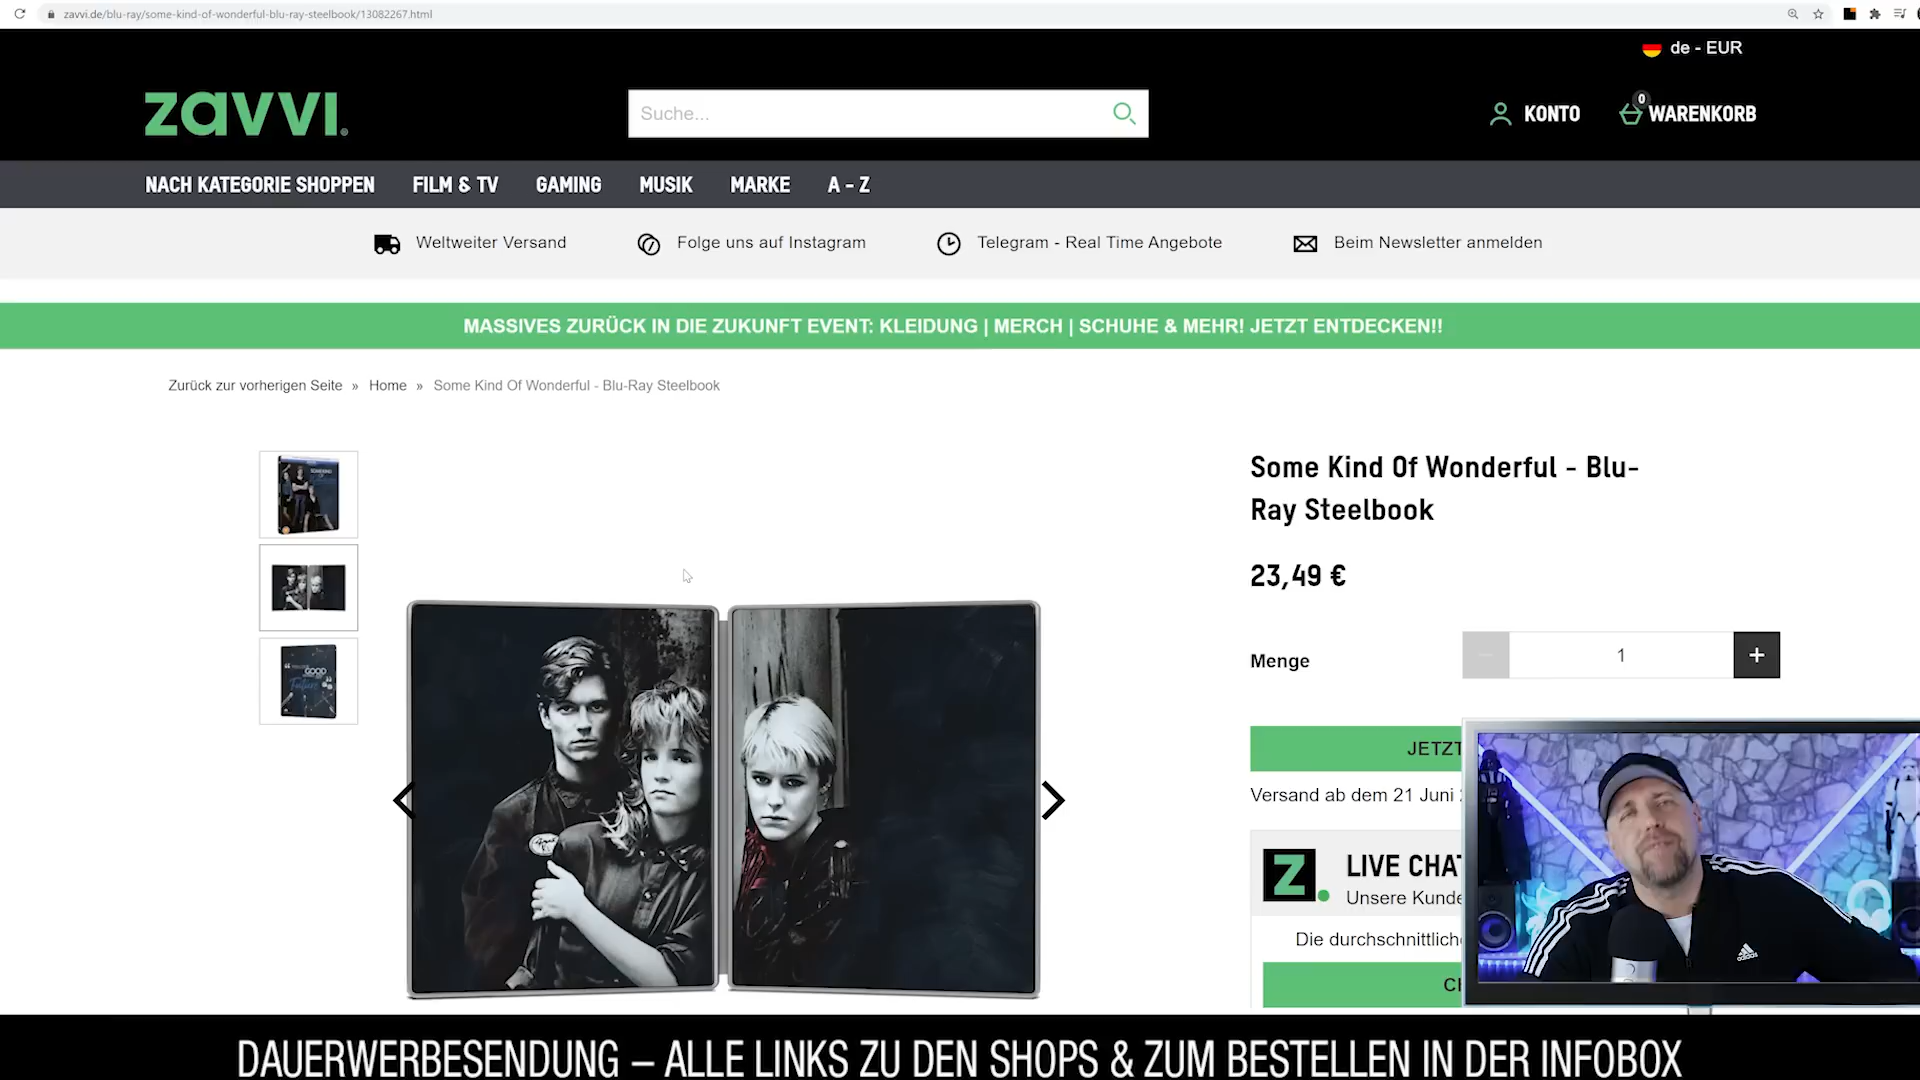 zavvi.de/blu-ray/some-kind-of-wonderful-blu-ray-steelbook/13082267.html
de - EUR
zavvi.
Suche...
KONTO
0
WARENKORB
NACH KATEGORIE SHOPPEN
FILM & TV
GAMING
MUSIK
MARKE
A - Z
Weltweiter Versand
Folge uns auf Instagram
Telegram - Real Time Angebote
Beim Newsletter anmelden
MASSIVES ZURÜCK IN DIE ZUKUNFT EVENT: KLEIDUNG | MERCH | SCHUHE & MEHR! JETZT ENTDECKEN!!
Zurück zur vorherigen Seite » Home » Some Kind Of Wonderful - Blu-Ray Steelbook
Some Kind Of Wonderful - Blu-
Ray Steelbook
23,49 €
Menge
1
+
JETZT
Versand ab dem 21 Juni
Z.
LIVE CHAT
Unsere Kunde
Die durchschnittlich
GOOD
Future
adidas
DAUERWERBESENDUNG – ALLE LINKS ZU DEN SHOPS & ZUM BESTELLEN IN DER INFOBOX